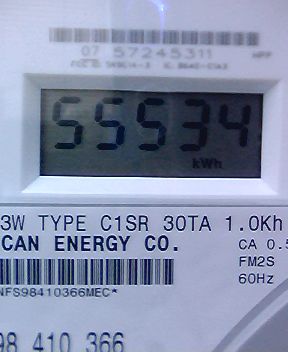 07 57245311
55534
kWh
3W TYPE C1SR 30TA 1.0Kh
CAN ENERGY CO.
CA 0.5
FM2S
60Hz
NFS98410366MEC*
98 410 366